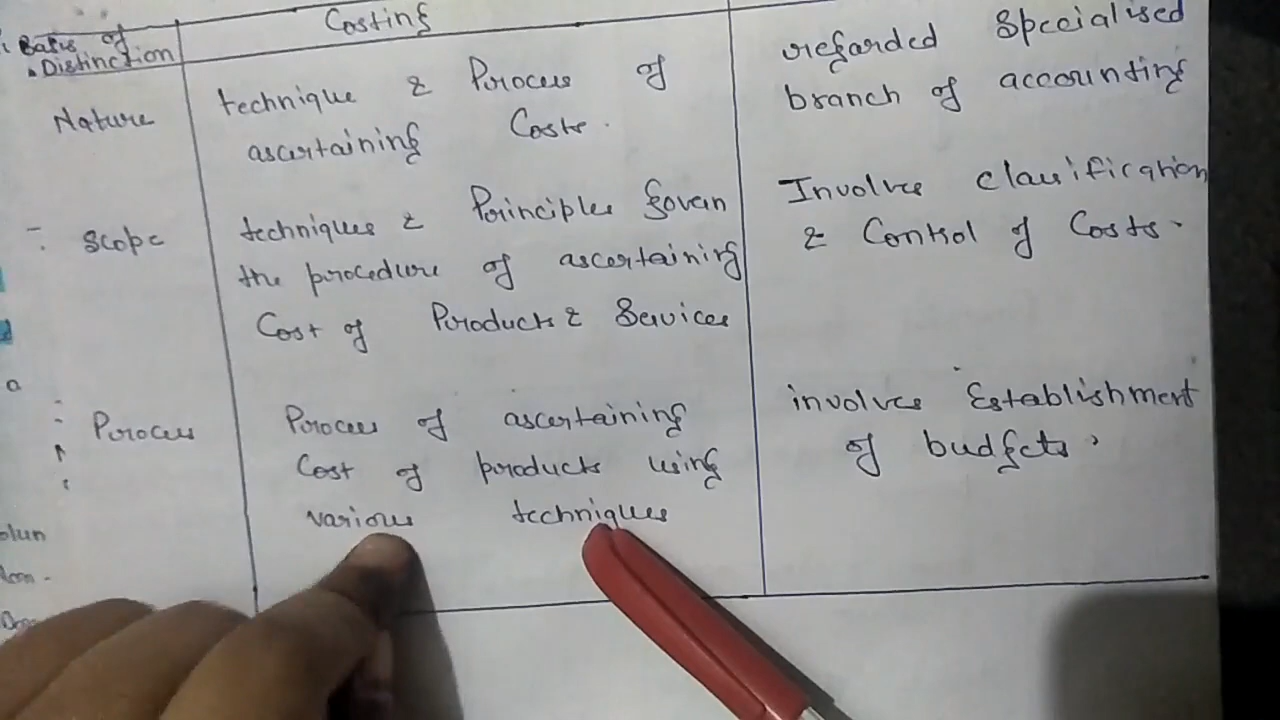 Basis of
Distinction
Costing
Nature
technique & Process of
ascertaining Costs.
regarded Specialised
branch of accounting
Scope
techniques & Principles govern
the procedure of ascertaining
Cost of Products & Services
Involves classification
& Control of Costs.
Process
Process of ascertaining
Cost of products using
various techniques
involves Establishment
of budgets.